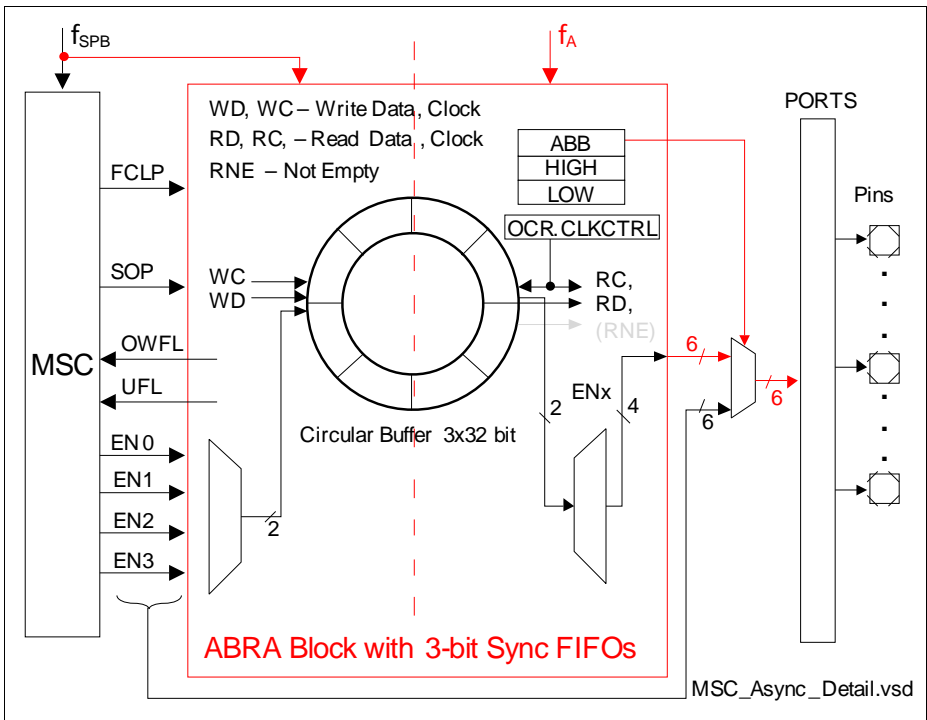 fSPB
fA
WD, WC – Write Data, Clock
RD, RC, – Read Data , Clock
RNE – Not Empty
PORTS
ABB
HIGH
LOW
FCLP
Pins
OCR. CLKCTRL
SOP
WC
WD
RC,
RD,
(RNE)
OWFL
MSC
UFL
6
6
6
ENx
2
4
Circular Buffer 3x32 bit
EN0
EN1
2
EN2
EN3
ABRA Block with 3-bit Sync FIFOs
MSC_Async_Detail.vsd